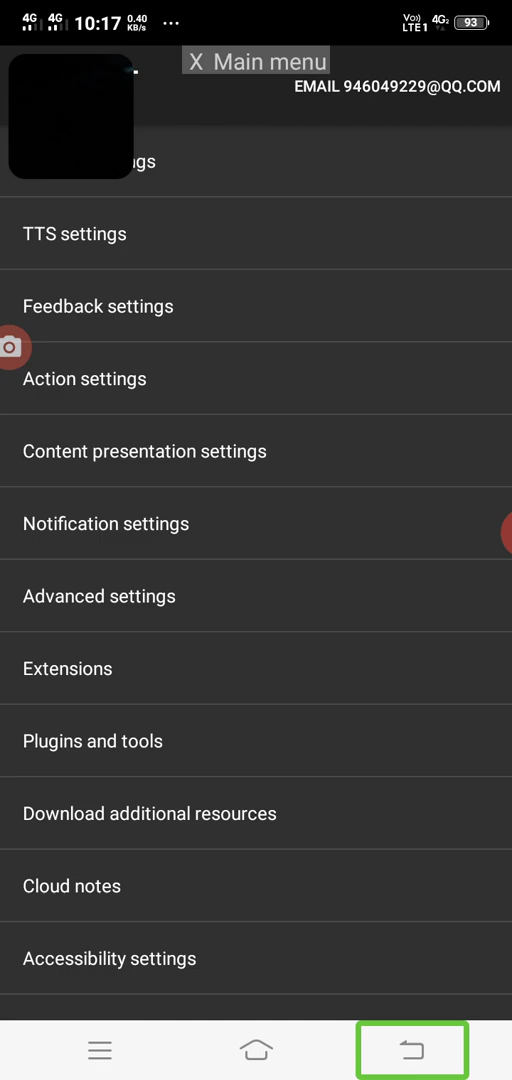 4G 4G 10:17 0.40 KB/s ... Vo)) LTE1 4G2 93
X Main menu
EMAIL 946049229@QQ.COM
ngs
TTS settings
Feedback settings
Action settings
Content presentation settings
Notification settings
Advanced settings
Extensions
Plugins and tools
Download additional resources
Cloud notes
Accessibility settings